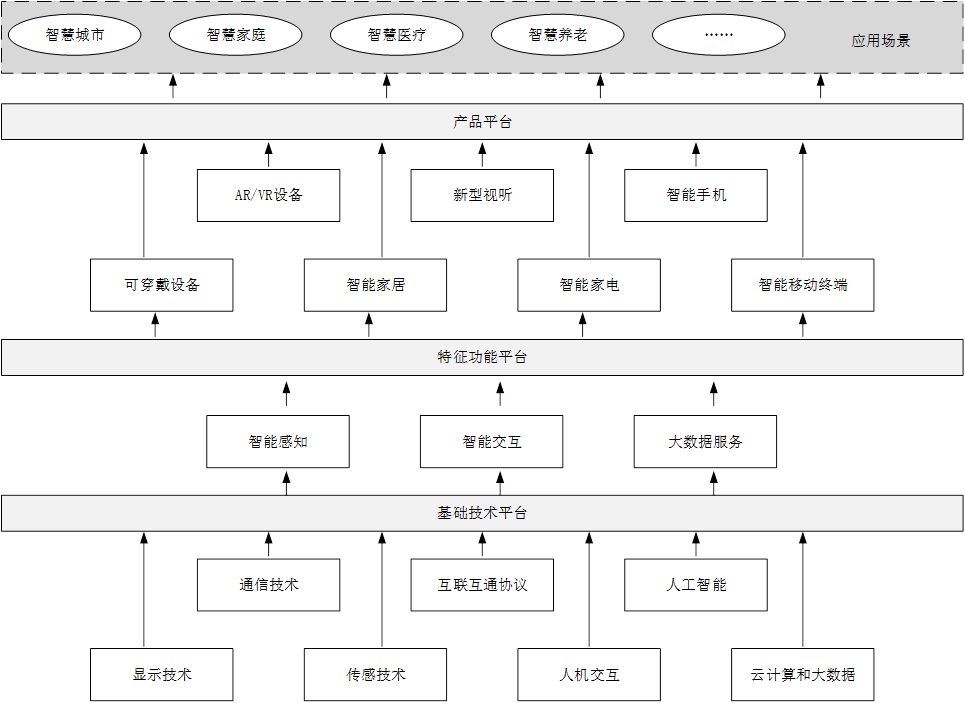 智慧城市
智慧家庭
智慧医疗
智慧养老
……
应用场景
产品平台
AR/VR设备
新型视听
智能手机
可穿戴设备
智能家居
智能家电
智能移动终端
特征功能平台
智能感知
智能交互
大数据服务
基础技术平台
通信技术
互联互通协议
人工智能
显示技术
传感技术
人机交互
云计算和大数据